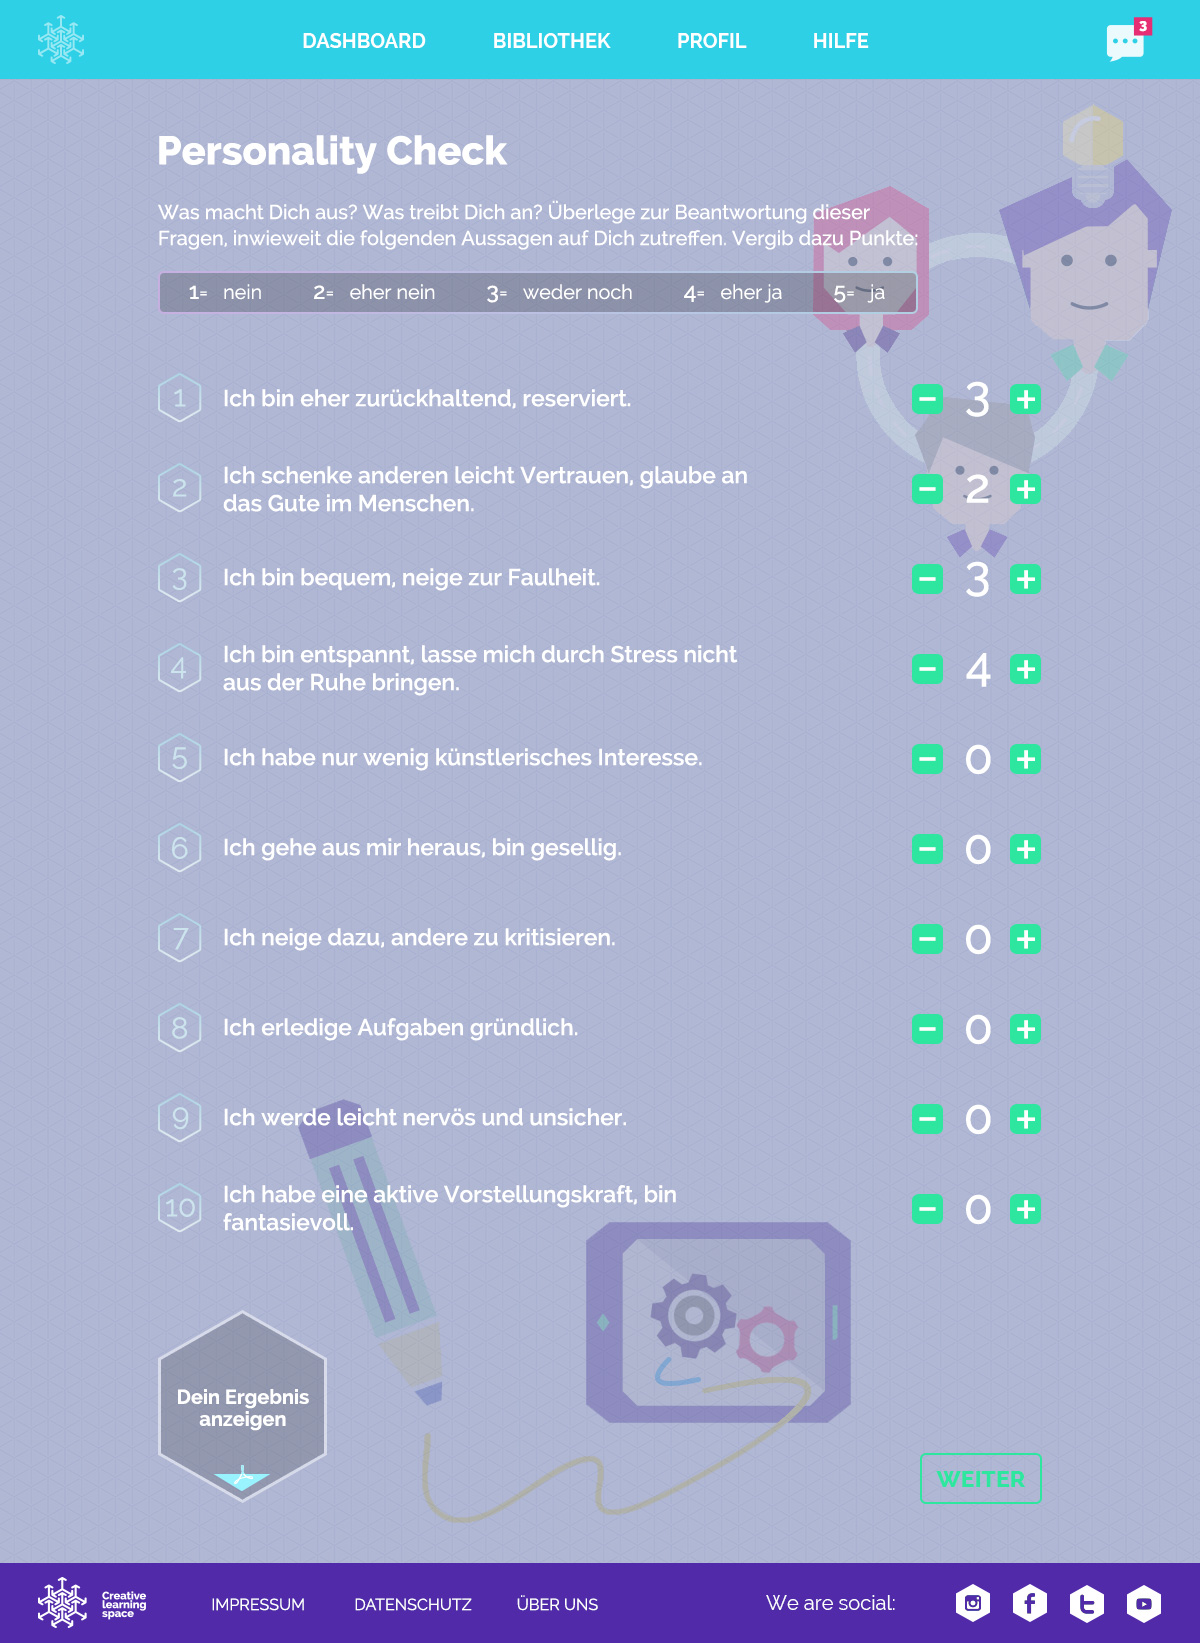 DASHBOARD BIBLIOTHEK PROFIL HILFE
3
Personality Check
Was macht Dich aus? Was treibt Dich an? Überlege zur Beantwortung dieser
Fragen, inwieweit die folgenden Aussagen auf Dich zutreffen. Vergib dazu Punkte:
1= nein 2= eher nein 3= weder noch 4= eher ja 5= ja
1 Ich bin eher zurückhaltend, reserviert. − 3 +
2 Ich schenke anderen leicht Vertrauen, glaube an
das Gute im Menschen. − 2 +
3 Ich bin bequem, neige zur Faulheit. − 3 +
4 Ich bin entspannt, lasse mich durch Stress nicht
aus der Ruhe bringen. − 4 +
5 Ich habe nur wenig künstlerisches Interesse. − 0 +
6 Ich gehe aus mir heraus, bin gesellig. − 0 +
7 Ich neige dazu, andere zu kritisieren. − 0 +
8 Ich erledige Aufgaben gründlich. − 0 +
9 Ich werde leicht nervös und unsicher. − 0 +
10 Ich habe eine aktive Vorstellungskraft, bin
fantasievoll. − 0 +
Dein Ergebnis
anzeigen
WEITER
Creative
learning
space
IMPRESSUM DATENSCHUTZ ÜBER UNS We are social: